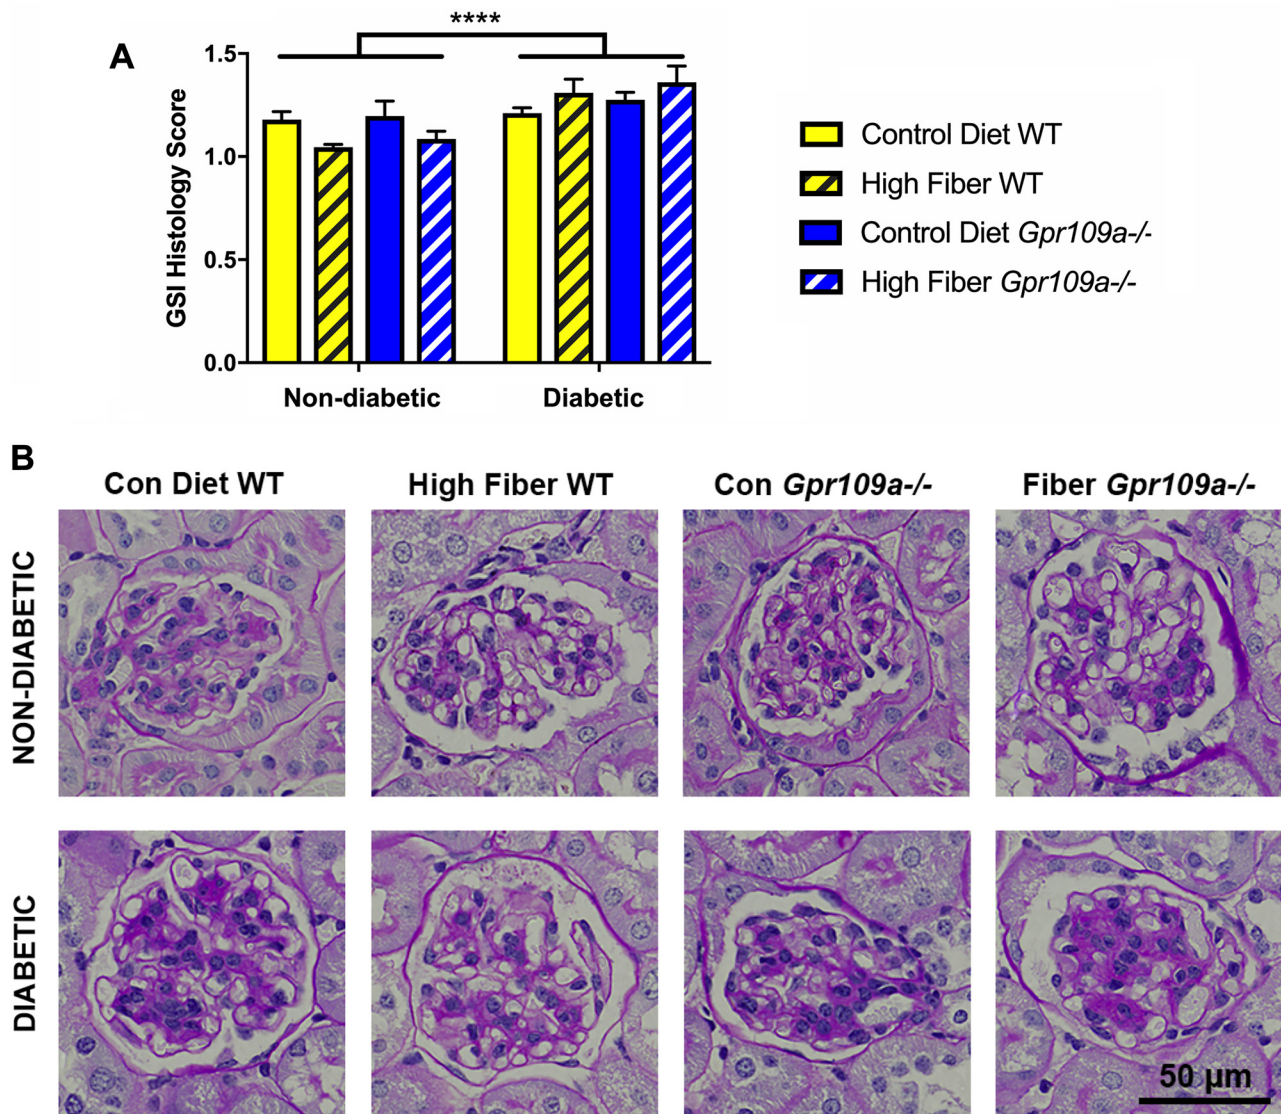 A
****
1.5
1.0
0.5
0.0
GSI Histology Score
Non-diabetic
Diabetic
Control Diet WT
High Fiber WT
Control Diet Gpr109a-/-
High Fiber Gpr109a-/-
B
Con Diet WT
High Fiber WT
Con Gpr109a-/-
Fiber Gpr109a-/-
NON-DIABETIC
DIABETIC
50 µm